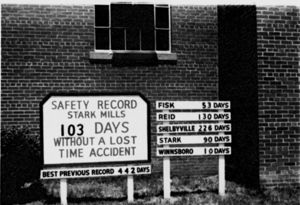 SAFETY RECORD
STARK MILLS
103 DAYS
WITHOUT A LOST
TIME ACCIDENT
BEST PREVIOUS RECORD 442 DAYS
FISK 53 DAYS
REID 130 DAYS
SHELBYVILLE 226 DAYS
STARK 90 DAYS
WINNSBORO 10 DAYS